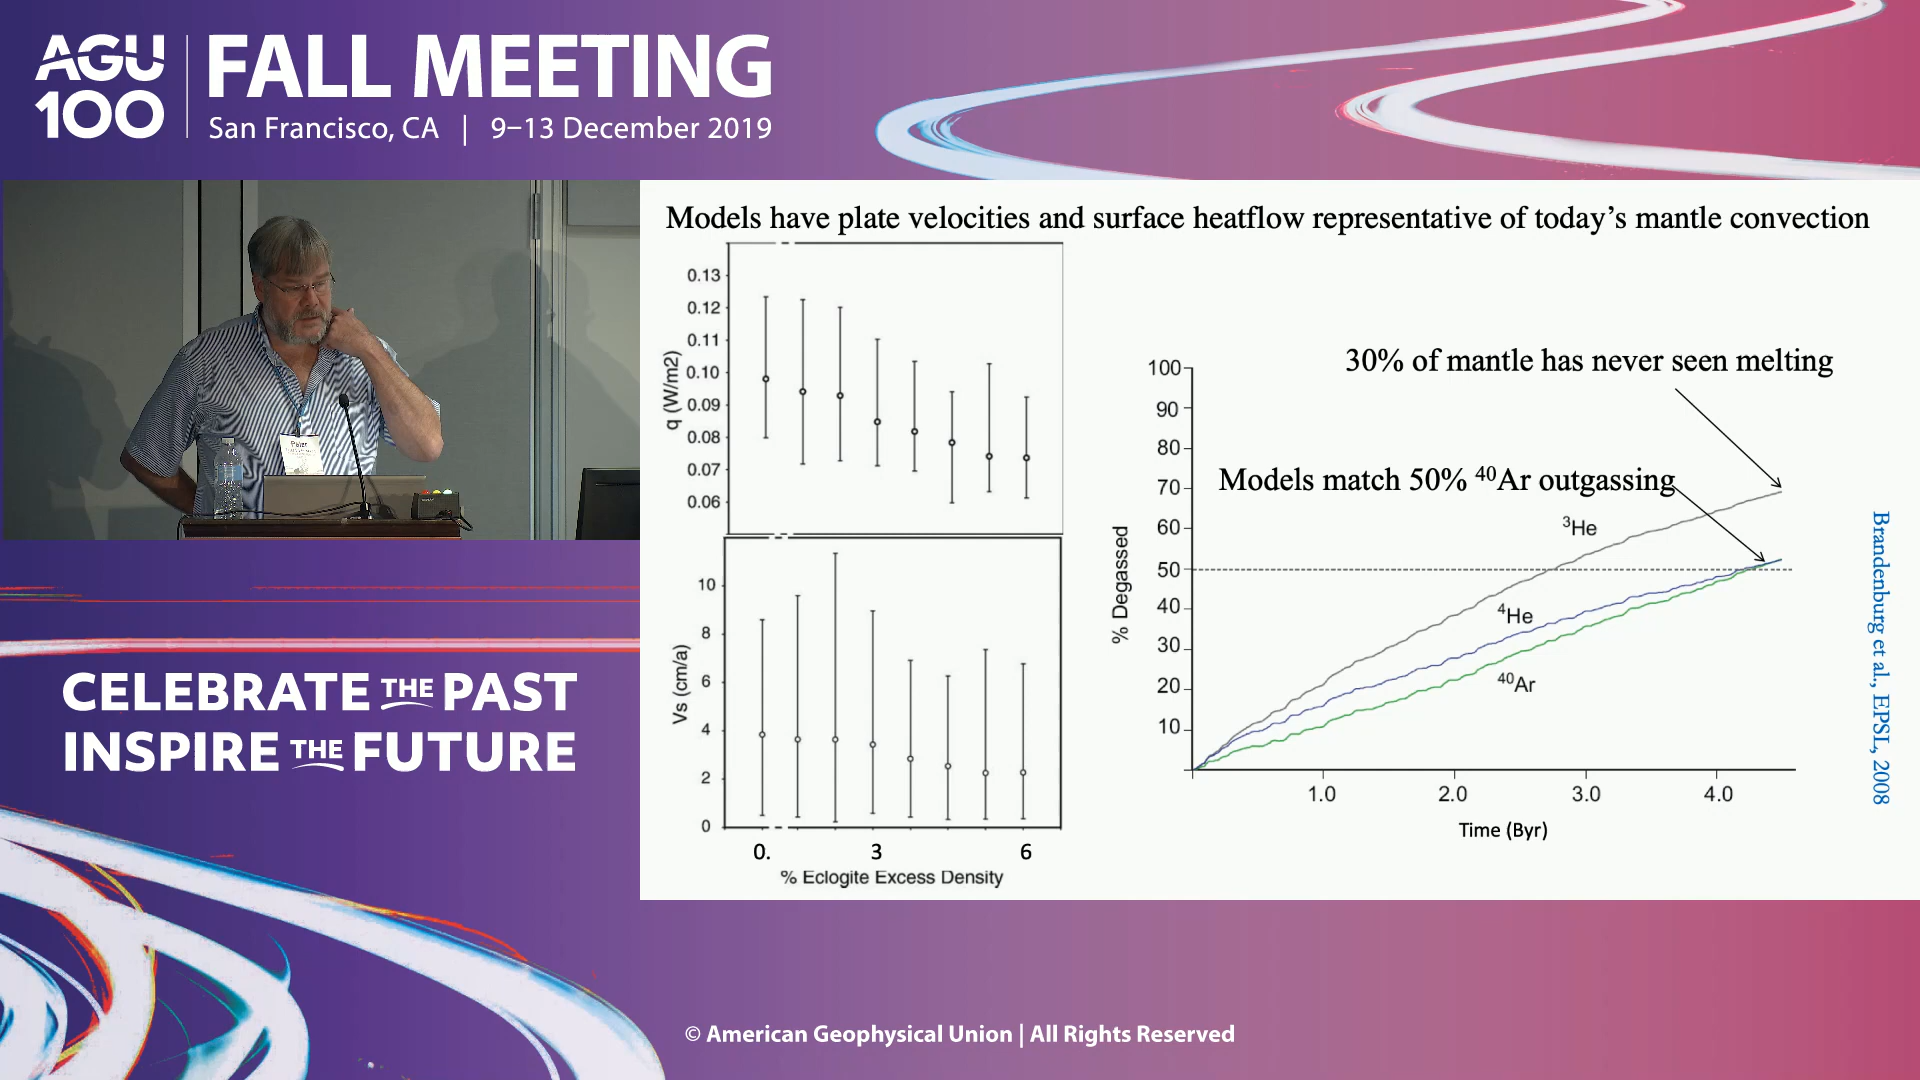 AGU
100
FALL MEETING
San Francisco, CA | 9–13 December 2019
Models have plate velocities and surface heatflow representative of today’s mantle convection
0.13
0.12
0.11
0.10
0.09
0.08
0.07
0.06
q (W/m2)
10
8
6
4
2
0
Vs (cm/a)
0.
3
6
% Eclogite Excess Density
30% of mantle has never seen melting
Models match 50% ⁴⁰Ar outgassing
100
90
80
70
60
50
40
30
20
10
% Degassed
³He
⁴He
⁴⁰Ar
1.0
2.0
3.0
4.0
Time (Byr)
Brandenburg et al., EPSL, 2008
Peter
CELEBRATE THE PAST
INSPIRE THE FUTURE
© American Geophysical Union | All Rights Reserved